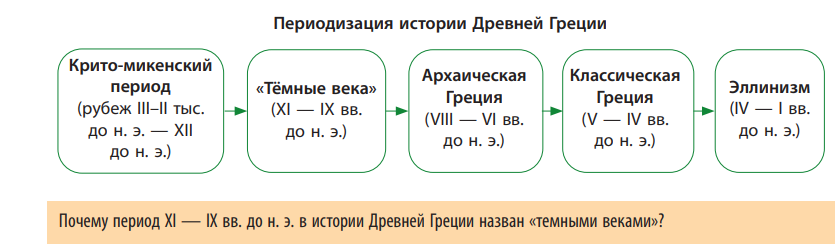 Периодизация истории Древней Греции
Крито-микенский
период
(рубеж III–II тыс.
до н. э. — XII
до н. э.)
«Тёмные века»
(XI — IX вв.
до н. э.)
Архаическая
Греция
(VIII — VI вв.
до н. э.)
Классическая
Греция
(V — IV вв.
до н. э.)
Эллинизм
(IV — I вв.
до н. э.)
Почему период XI — IX вв. до н. э. в истории Древней Греции назван «темными веками»?